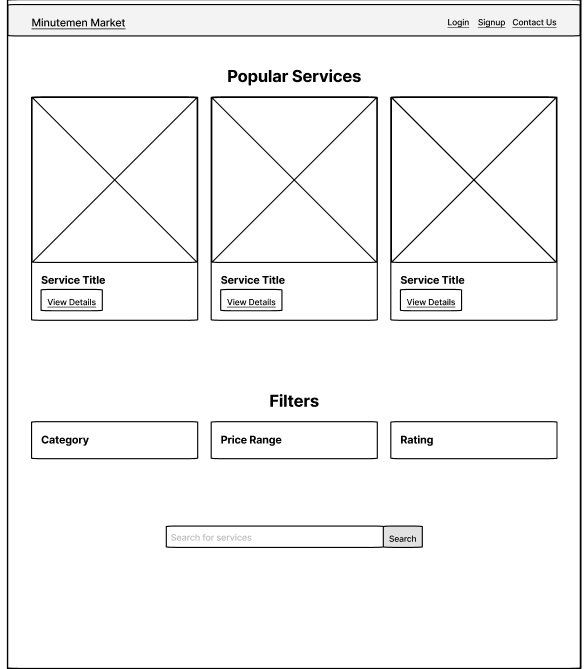 Minutemen Market
Login Signup Contact Us
Popular Services
Service Title Service Title Service Title
View Details View Details View Details
Filters
Category Price Range Rating
Search for services Search